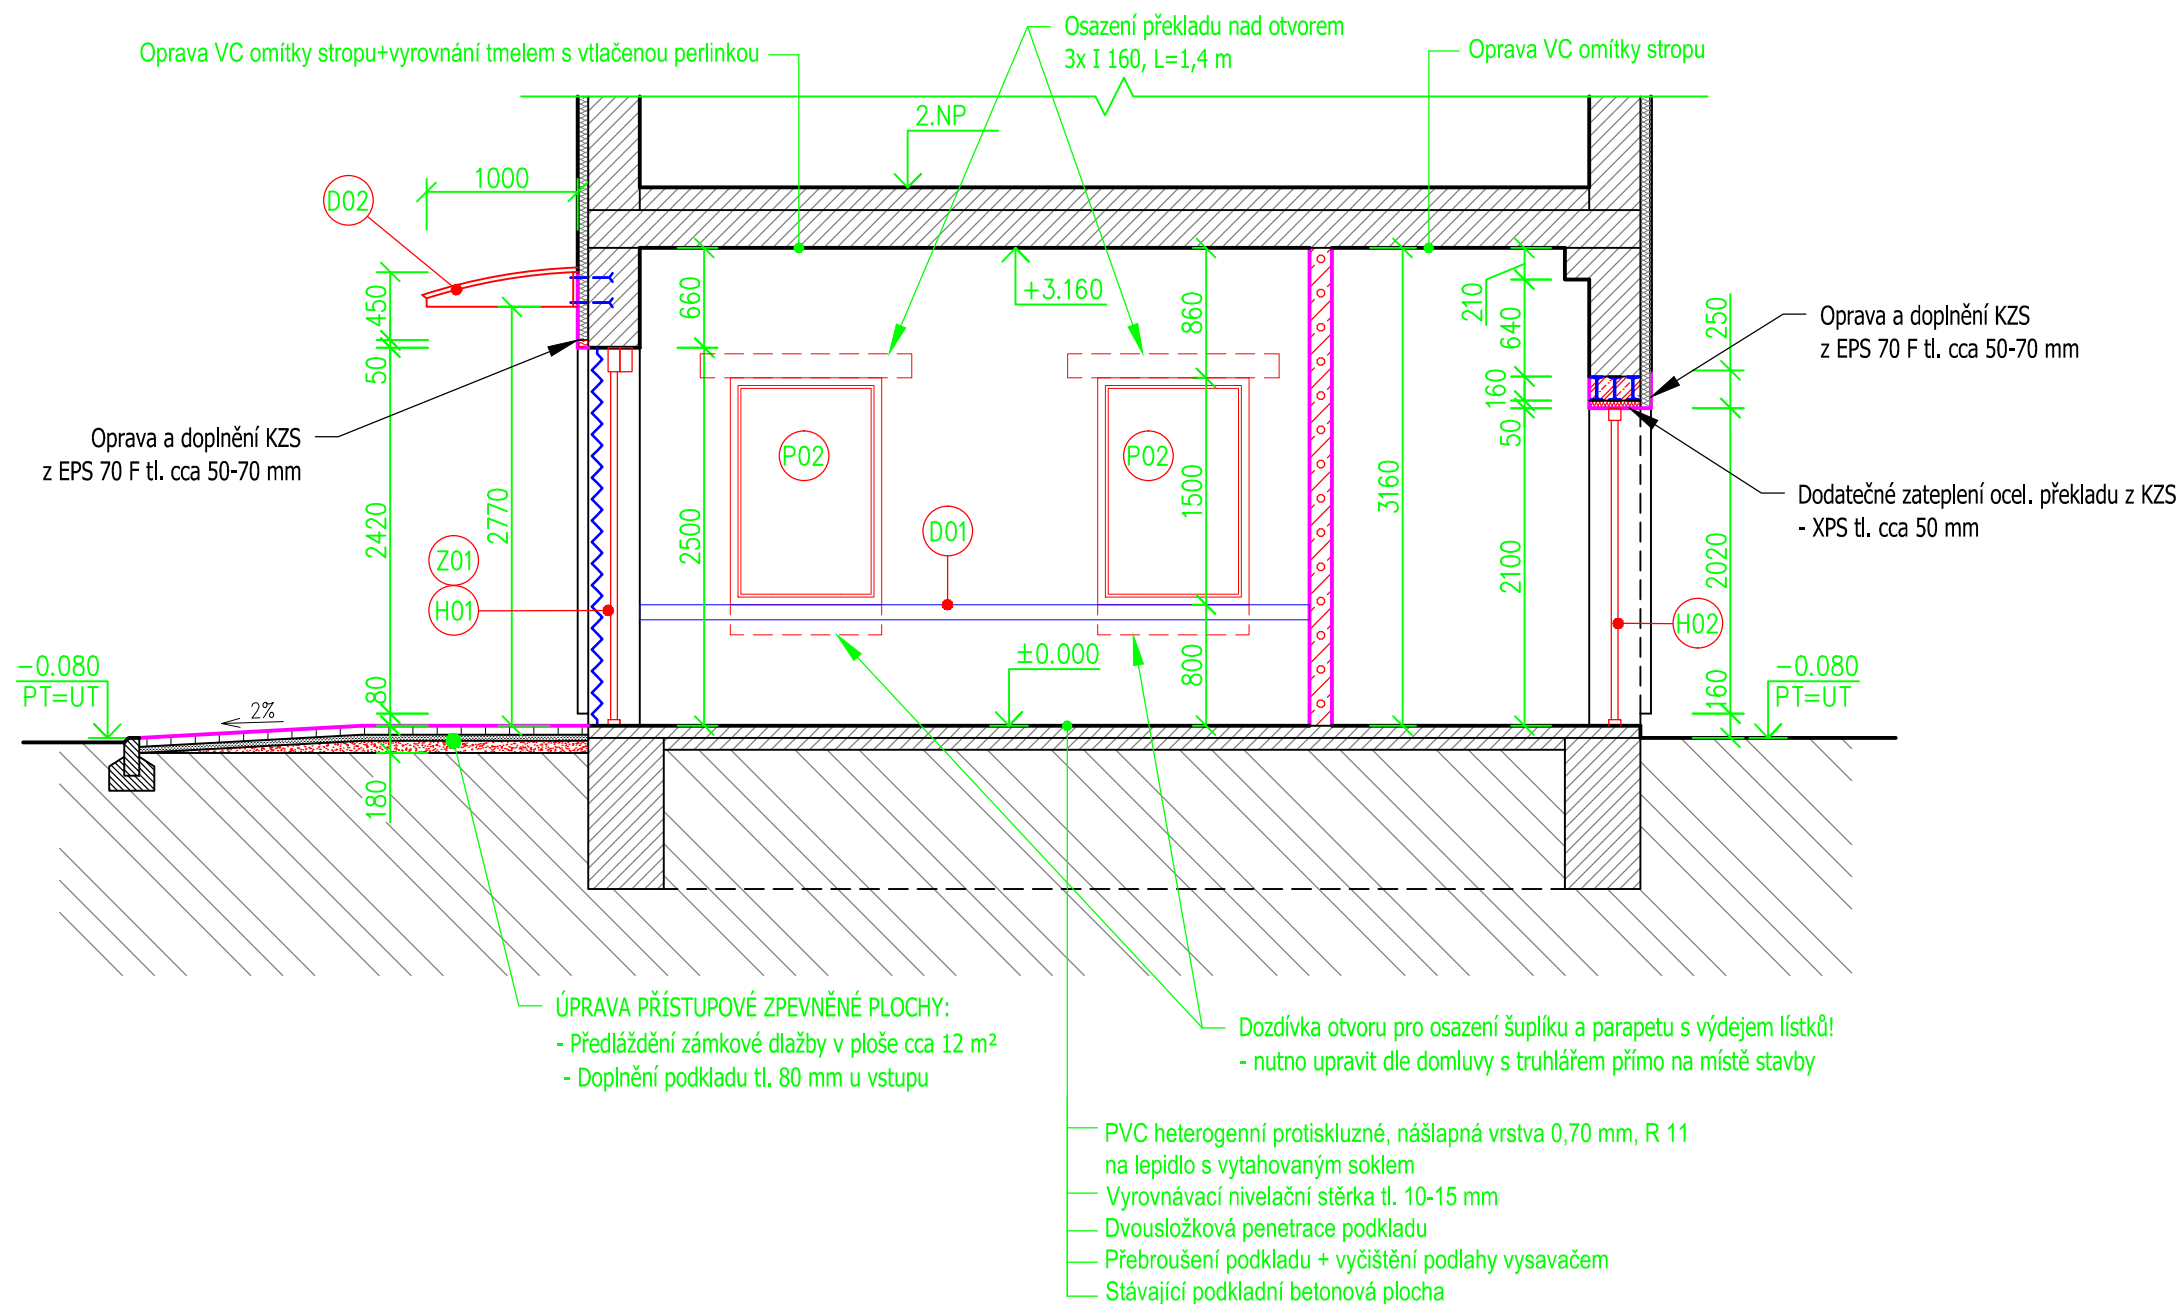 Osazení překladu nad otvorem
3x I 160, L=1,4 m
Oprava VC omítky stropu+vyrovnání tmelem s vtlačenou perlinkou
Oprava VC omítky stropu
2.NP
1000
D02
+3.160
450
50
660
860
210
640
250
160
50
Oprava a doplnění KZS
z EPS 70 F tl. cca 50-70 mm
Oprava a doplnění KZS
z EPS 70 F tl. cca 50-70 mm
P02
P02
Dodatečné zateplení ocel. překladu z KZS
- XPS tl. cca 50 mm
2420
2770
2500
D01
1500
3160
2100
2020
Z01
H01
H02
±0.000
800
-0.080
PT=UT
2%
80
180
160
-0.080
PT=UT
ÚPRAVA PŘÍSTUPOVÉ ZPEVNĚNÉ PLOCHY:
- Předláždění zámkové dlažby v ploše cca 12 m²
- Doplnění podkladu tl. 80 mm u vstupu
Dozdívka otvoru pro osazení šuplíku a parapetu s výdejem lístků!
- nutno upravit dle domluvy s truhlářem přímo na místě stavby
PVC heterogenní protiskluzné, nášlapná vrstva 0,70 mm, R 11
na lepidlo s vytahovaným soklem
Vyrovnávací nivelační stěrka tl. 10-15 mm
Dvousložková penetrace podkladu
Přebroušení podkladu + vyčištění podlahy vysavačem
Stávající podkladní betonová plocha